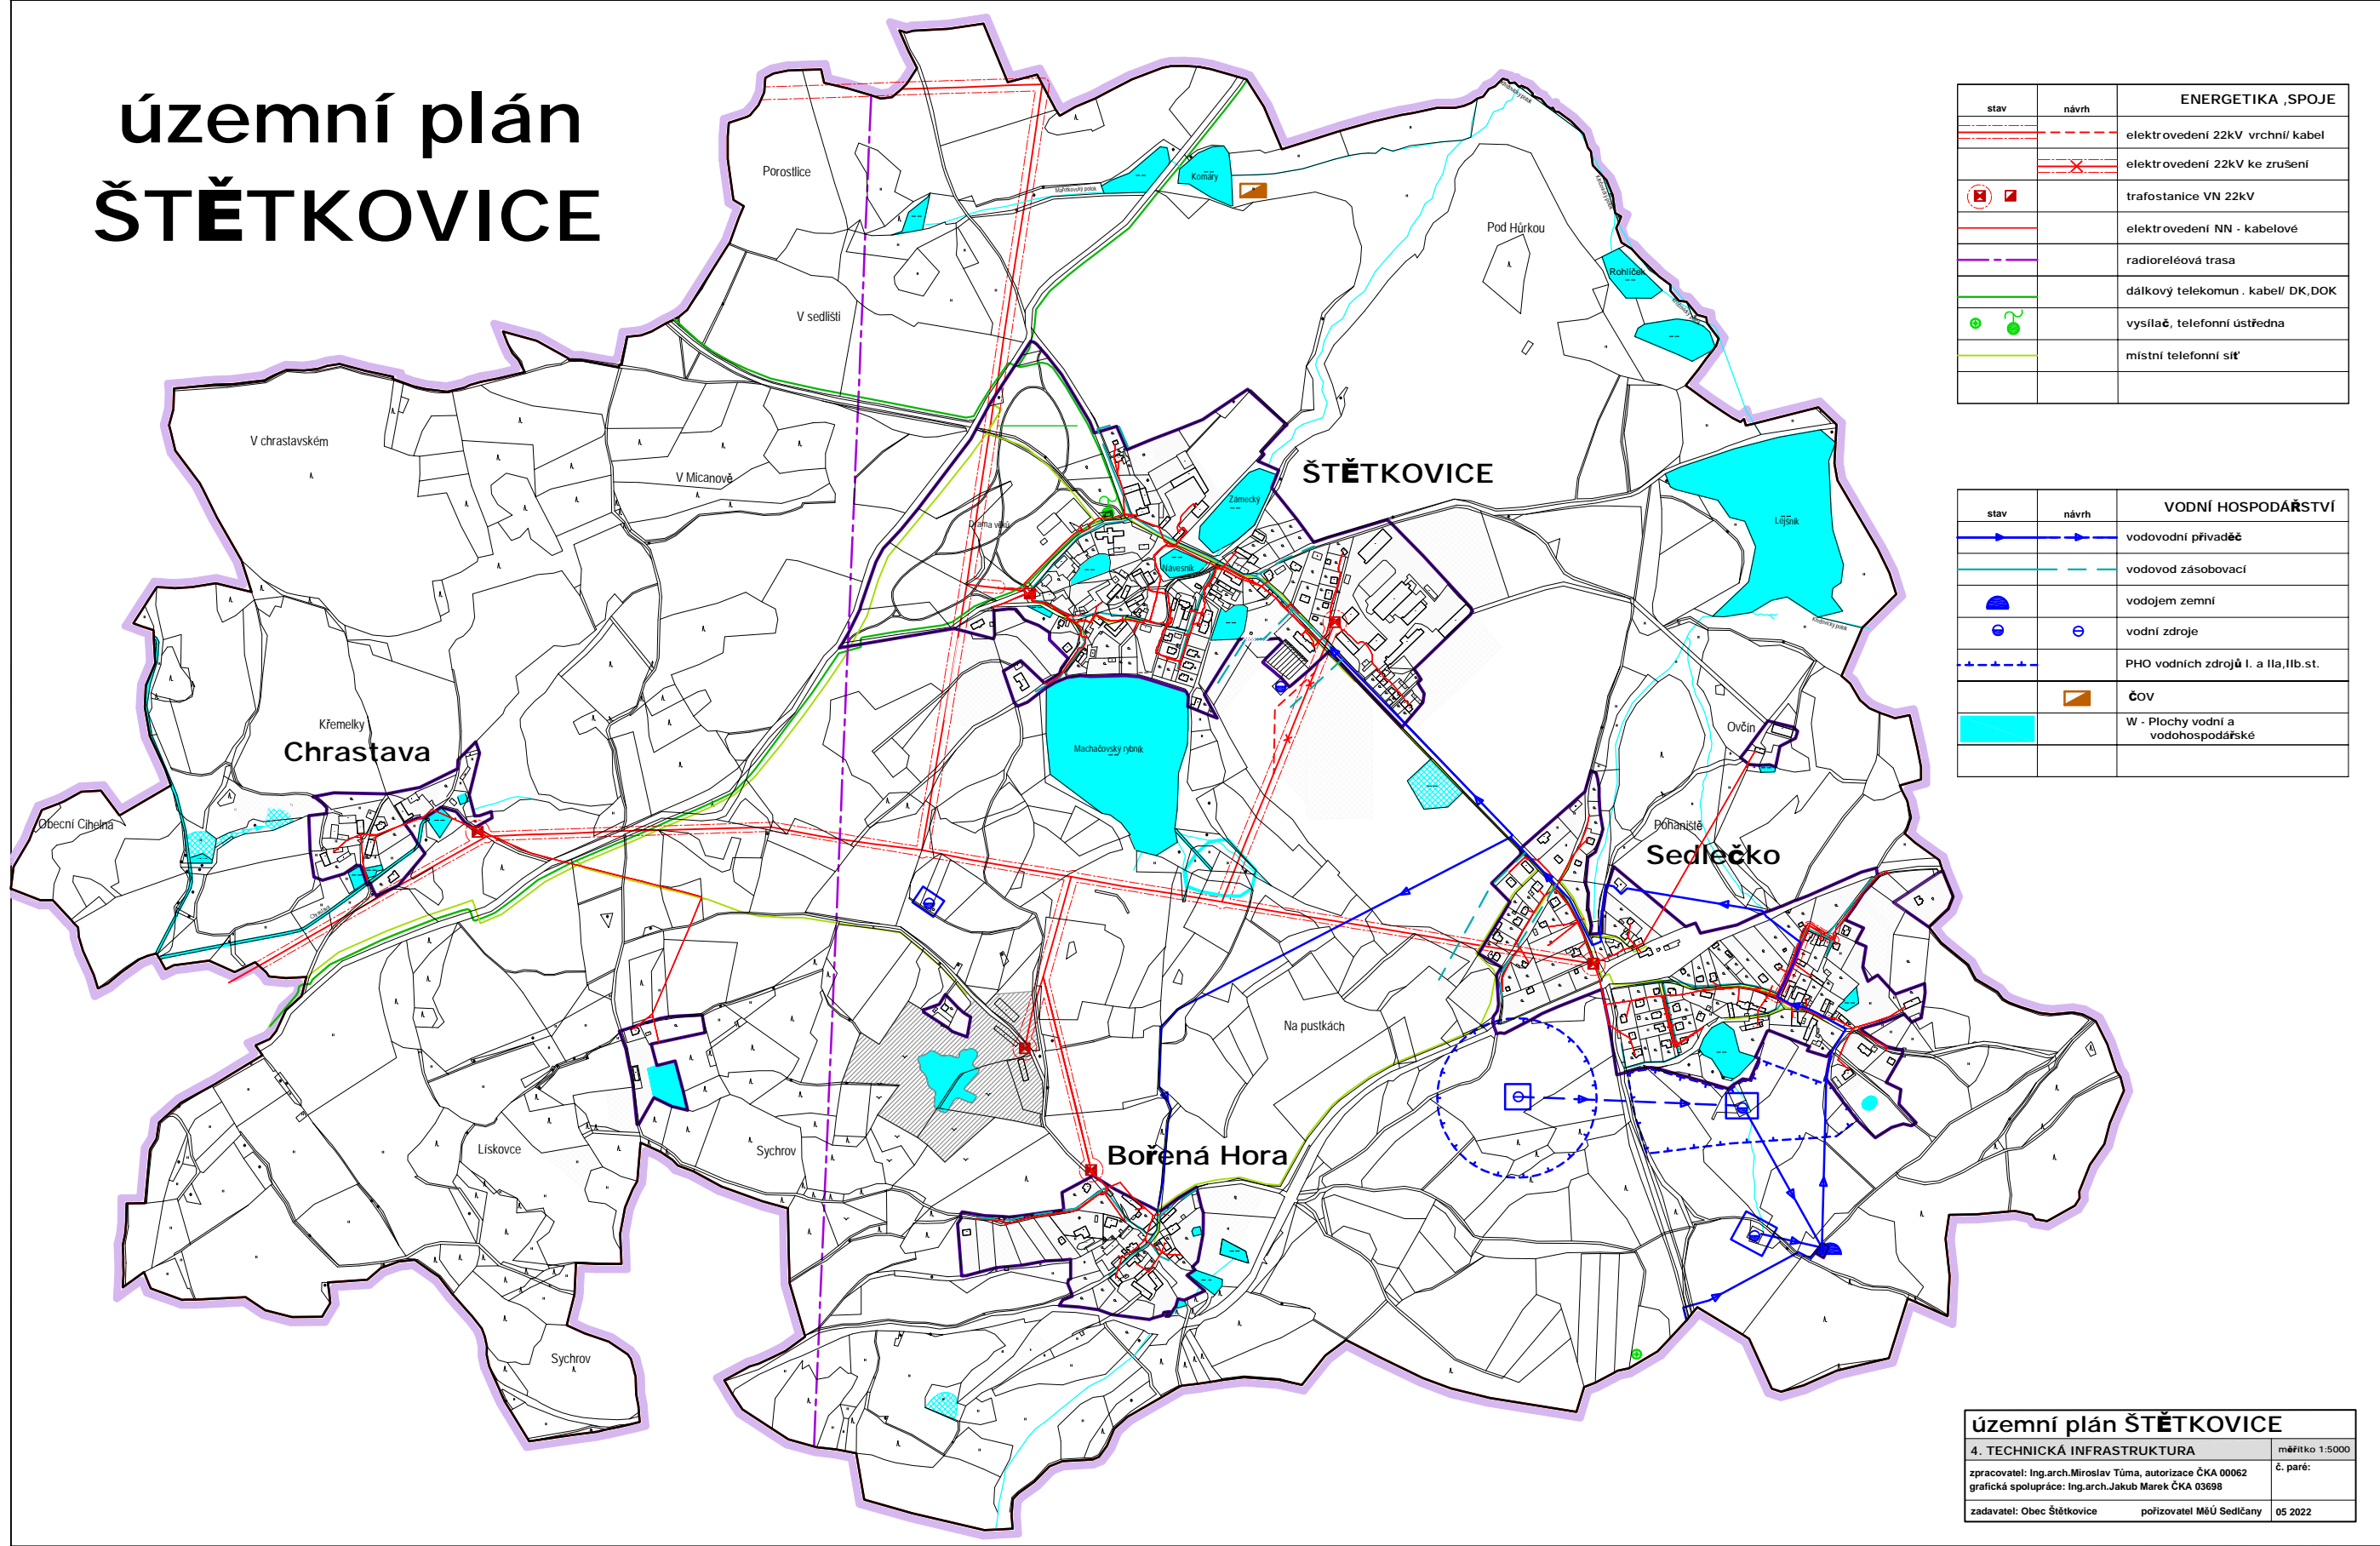 územní plán
ŠTĚTKOVICE
stav
návrh
ENERGETIKA ,SPOJE
elektrovedení 22kV vrchní/ kabel
elektrovedení 22kV ke zrušení
trafostanice VN 22kV
elektrovedení NN - kabelové
radioreléová trasa
dálkový telekomun . kabel/ DK,DOK
vysílač, telefonní ústředna
místní telefonní síť
stav
návrh
VODNÍ HOSPODÁŘSTVÍ
vodovodní přivaděč
vodovod zásobovací
vodojem zemní
vodní zdroje
PHO vodních zdrojů I. a IIa,IIb.st.
ČOV
W - Plochy vodní a
vodohospodářské
Porostlice
Komáry
Pod Hůrkou
Rohlíček
V sedlišti
V chrastavském
V Micanově
ŠTĚTKOVICE
Zámecký
Návesník
Lejšník
Machačovský rybník
Křemelky
Chrastava
Obecní Cihelna
Ovčín
Pohaniště
Sedlečko
Na pustkách
Lískovce
Sychrov
Bořená Hora
Sychrov
územní plán ŠTĚTKOVICE
4. TECHNICKÁ INFRASTRUKTURA
měřítko 1:5000
zpracovatel: Ing.arch.Miroslav Tůma, autorizace ČKA 00062
grafická spolupráce: Ing.arch.Jakub Marek ČKA 03698
č. paré:
zadavatel: Obec Štětkovice
pořizovatel MěÚ Sedlčany
05 2022